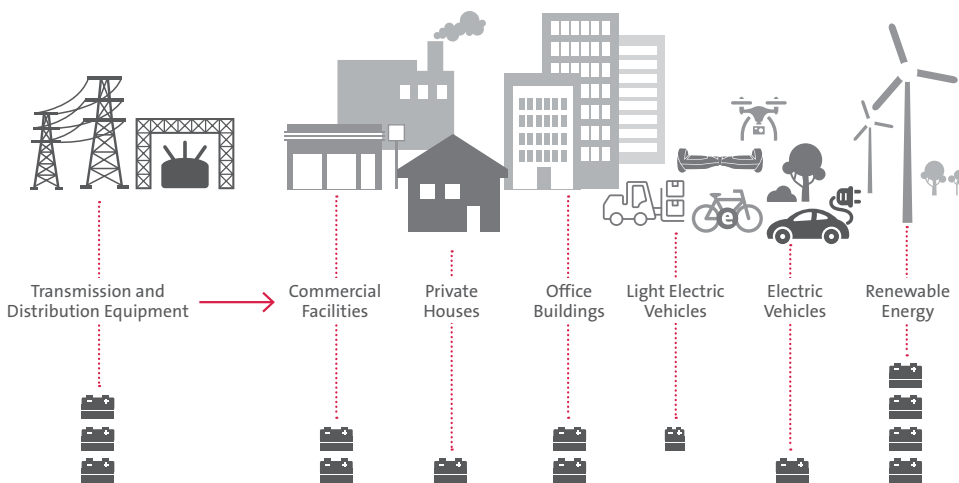 Transmission and
Distribution Equipment
Commercial
Facilities
Private
Houses
Office
Buildings
Light Electric
Vehicles
Electric
Vehicles
Renewable
Energy
e